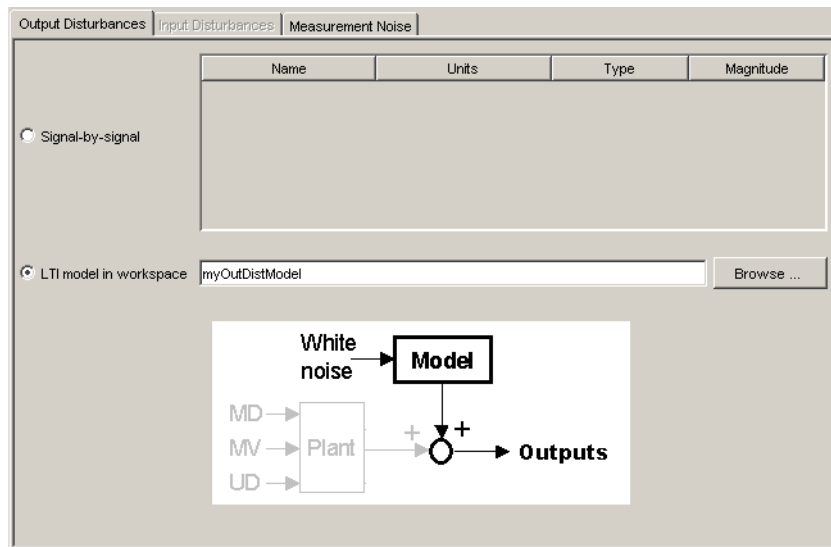 Output Disturbances Input Disturbances Measurement Noise
Name Units Type Magnitude
Signal-by-signal
LTI model in workspace myOutDistModel Browse ...
White
noise
Model
MD
MV
UD
Plant
+
+
Outputs